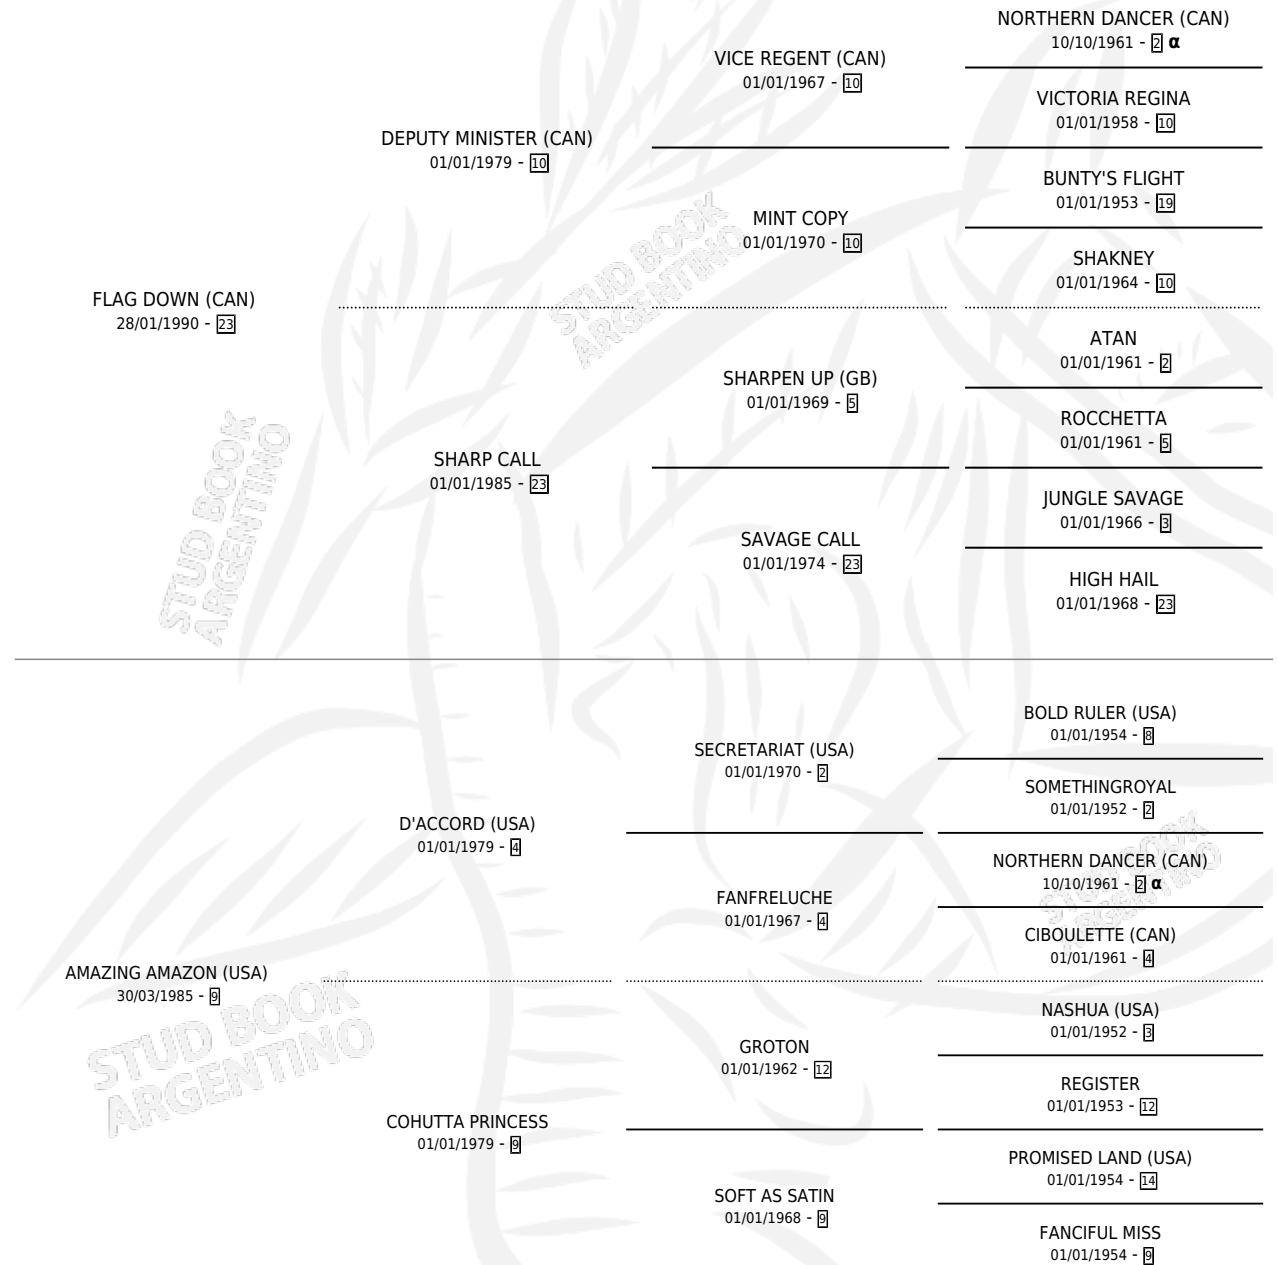 NORTHERN DANCER (CAN)
10/10/1961 - 2 α
VICE REGENT (CAN)
01/01/1967 - 10
VICTORIA REGINA
01/01/1958 - 10
DEPUTY MINISTER (CAN)
01/01/1979 - 10
BUNTY'S FLIGHT
01/01/1953 - 19
MINT COPY
01/01/1970 - 10
SHAKNEY
01/01/1964 - 10
FLAG DOWN (CAN)
28/01/1990 - 23
ATAN
01/01/1961 - 2
SHARPEN UP (GB)
01/01/1969 - 5
ROCCHETTA
01/01/1961 - 5
SHARP CALL
01/01/1985 - 23
JUNGLE SAVAGE
01/01/1966 - 3
SAVAGE CALL
01/01/1974 - 23
HIGH HAIL
01/01/1968 - 23
BOLD RULER (USA)
01/01/1954 - 8
SECRETARIAT (USA)
01/01/1970 - 2
SOMETHINGROYAL
01/01/1952 - 2
D'ACCORD (USA)
01/01/1979 - 4
NORTHERN DANCER (CAN)
10/10/1961 - 2 α
FANFRELUCHE
01/01/1967 - 4
CIBOULETTE (CAN)
01/01/1961 - 4
AMAZING AMAZON (USA)
30/03/1985 - 9
NASHUA (USA)
01/01/1952 - 3
GROTON
01/01/1962 - 12
REGISTER
01/01/1953 - 12
COHUTTA PRINCESS
01/01/1979 - 9
PROMISED LAND (USA)
01/01/1954 - 14
SOFT AS SATIN
01/01/1968 - 9
FANCIFUL MISS
01/01/1954 - 9
STUD BOOK
ARGENTINO
STUD BOOK
ARGENTINO
STUD BOOK
ARGENTINO
STUD BOOK
ARGENTINO